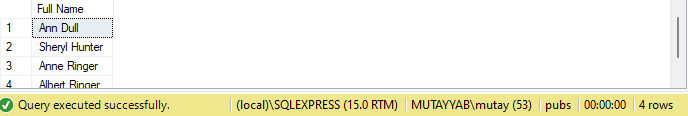 Full Name
1 Ann Dull
2 Sheryl Hunter
3 Anne Ringer
4 Albert Ringer
Query executed successfully. (local)\SQLEXPRESS (15.0 RTM) MUTAYYAB\mutay (53) pubs 00:00:00 4 rows